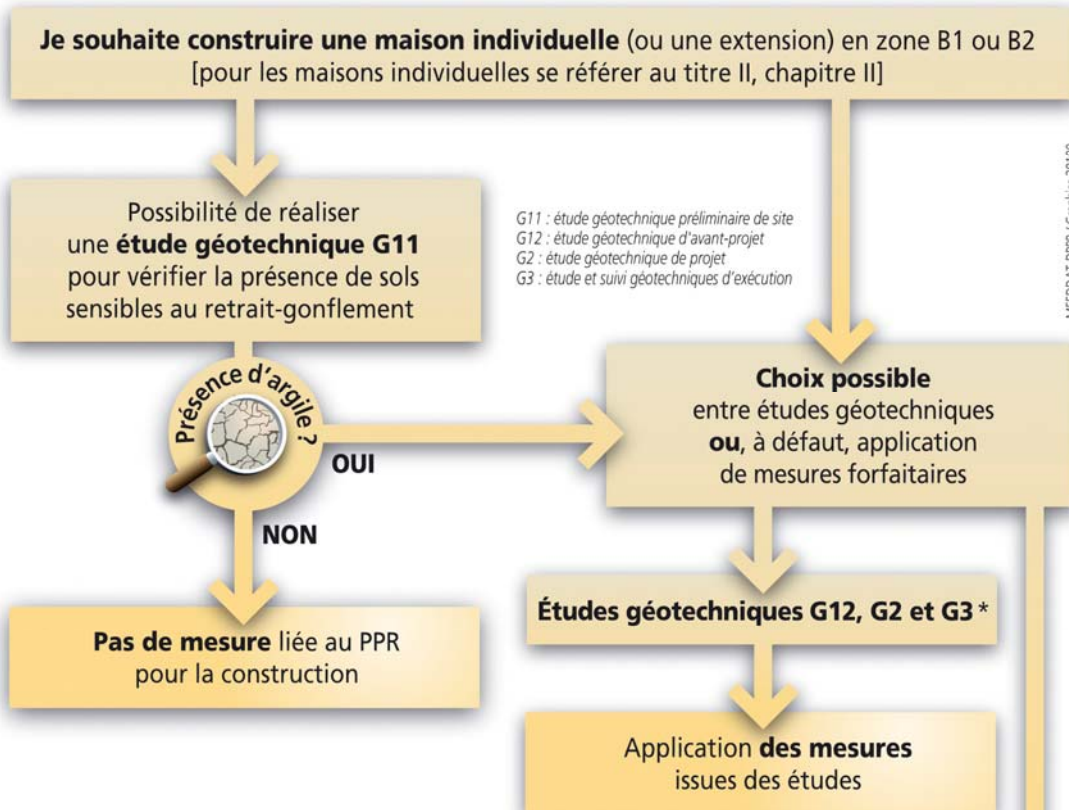 Je souhaite construire une maison individuelle (ou une extension) en zone B1 ou B2
[pour les maisons individuelles se référer au titre II, chapitre II]
Possibilité de réaliser
une étude géotechnique G11
pour vérifier la présence de sols
sensibles au retrait-gonflement
G11 : étude géotechnique préliminaire de site
G12 : étude géotechnique d'avant-projet
G2 : étude géotechnique de projet
G3 : étude et suivi géotechniques d'exécution
Présence d'argile ?
OUI
NON
Choix possible
entre études géotechniques
ou, à défaut, application
de mesures forfaitaires
Pas de mesure liée au PPR
pour la construction
Études géotechniques G12, G2 et G3 *
Application des mesures
issues des études